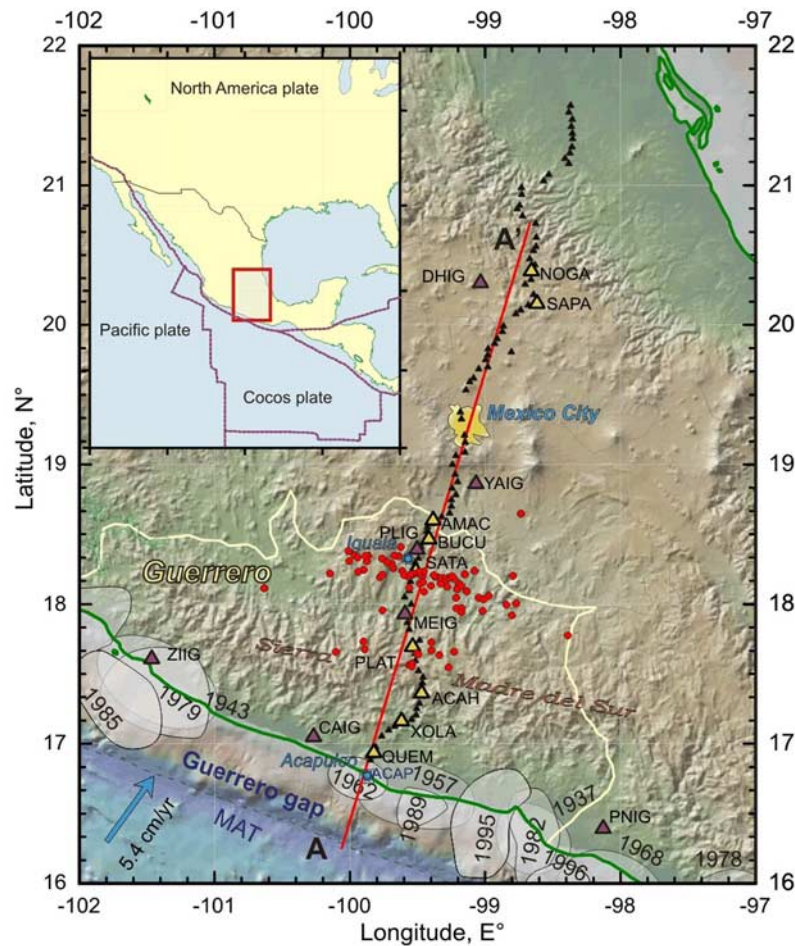 -102
-101
-100
-99
-98
-97
22
22
North America plate
Pacific plate
Cocos plate
21
21
A'
DHIG
NOGA
SAPA
20
20
Mexico City
19
19
YAIG
AMAC
PLIG
BUCU
Iguala
SATA
Guerrero
18
18
MEIG
ZIIG
Sierra
PLAT
Madre del Sur
ACAH
1985
1979
1943
CAIG
XOLA
17
17
Acapulco
QUEM
ACAP
Guerrero gap
1962
1957
1989
1937
PNIG
MAT
1995
1982
1968
5.4 cm/yr
A
1996
1978
16
16
-102
-101
-100
-99
-98
-97
Latitude, N°
Longitude, E°